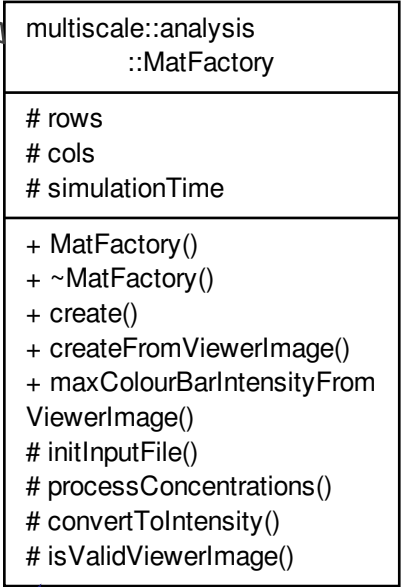 multiscale::analysis
::MatFactory
# rows
# cols
# simulationTime
+ MatFactory()
+ ~MatFactory()
+ create()
+ createFromViewerImage()
+ maxColourBarIntensityFrom
ViewerImage()
# initInputFile()
# processConcentrations()
# convertToIntensity()
# isValidViewerImage()